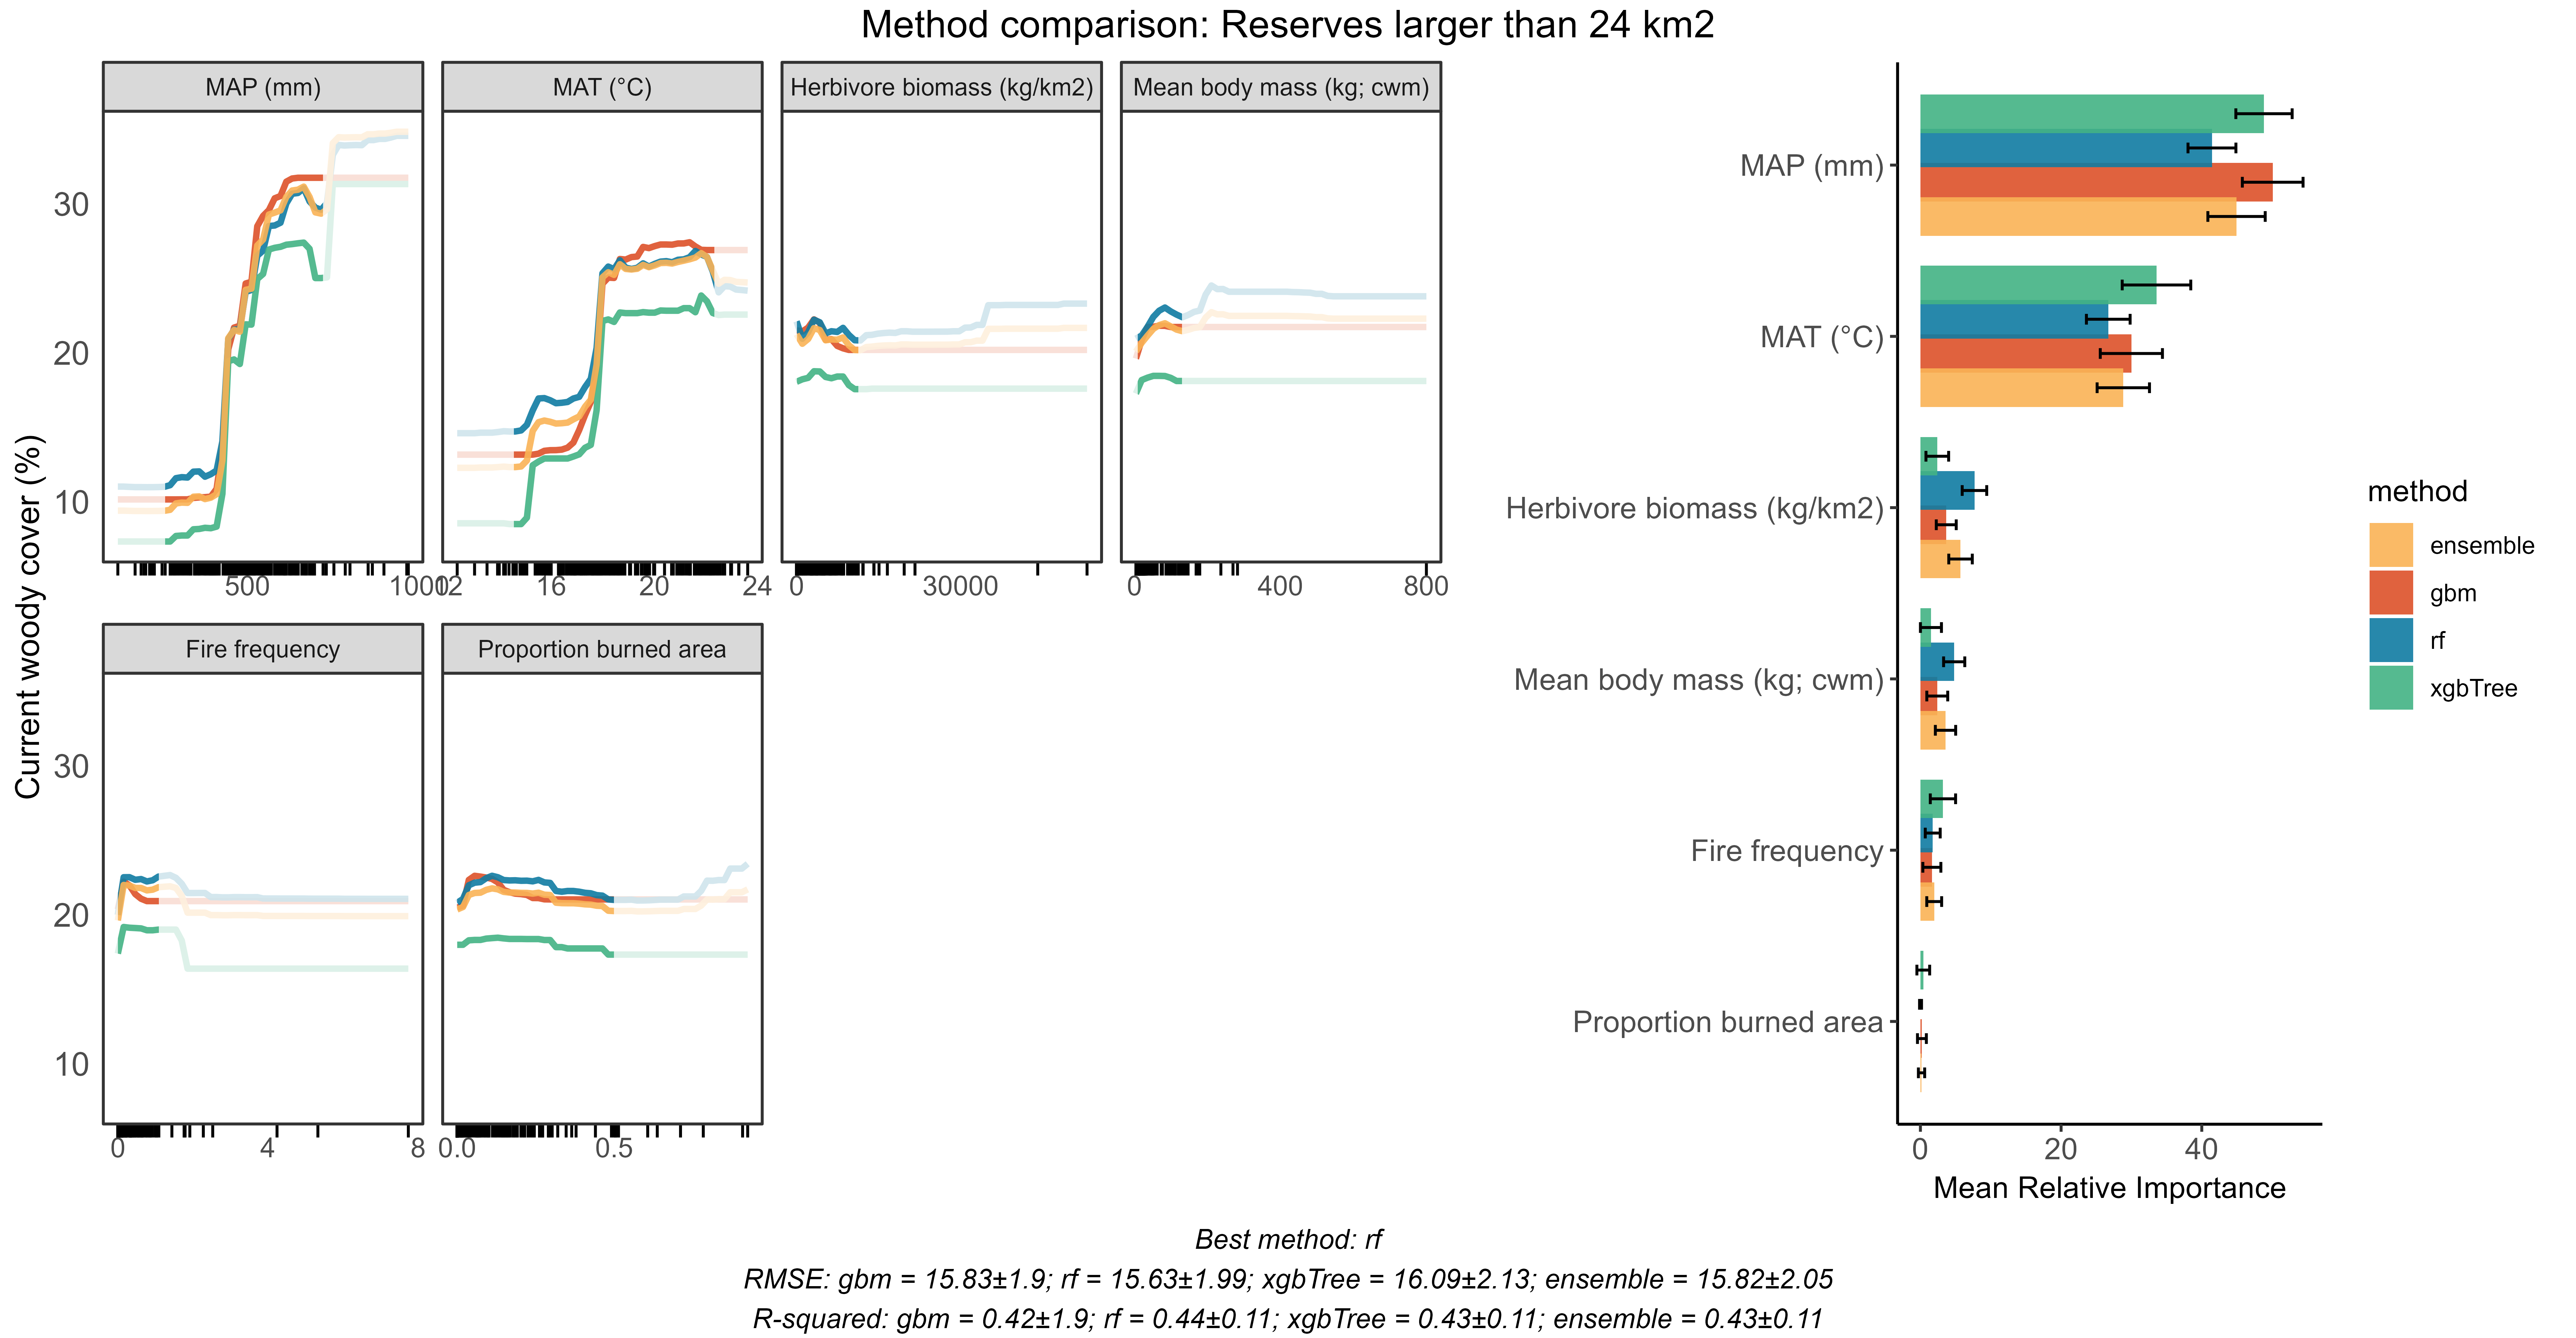 Method comparison: Reserves larger than 24 km2
MAP (mm)
MAT (°C)
Herbivore biomass (kg/km2)
Mean body mass (kg; cwm)
Current woody cover (%)
30
20
10
500
1000
12
16
20
24
0
30000
0
400
800
Fire frequency
Proportion burned area
30
20
10
0
4
8
0.0
0.5
MAP (mm)
MAT (°C)
Herbivore biomass (kg/km2)
Mean body mass (kg; cwm)
Fire frequency
Proportion burned area
0
20
40
Mean Relative Importance
method
ensemble
gbm
rf
xgbTree
Best method: rf
RMSE: gbm = 15.83±1.9; rf = 15.63±1.99; xgbTree = 16.09±2.13; ensemble = 15.82±2.05
R-squared: gbm = 0.42±1.9; rf = 0.44±0.11; xgbTree = 0.43±0.11; ensemble = 0.43±0.11